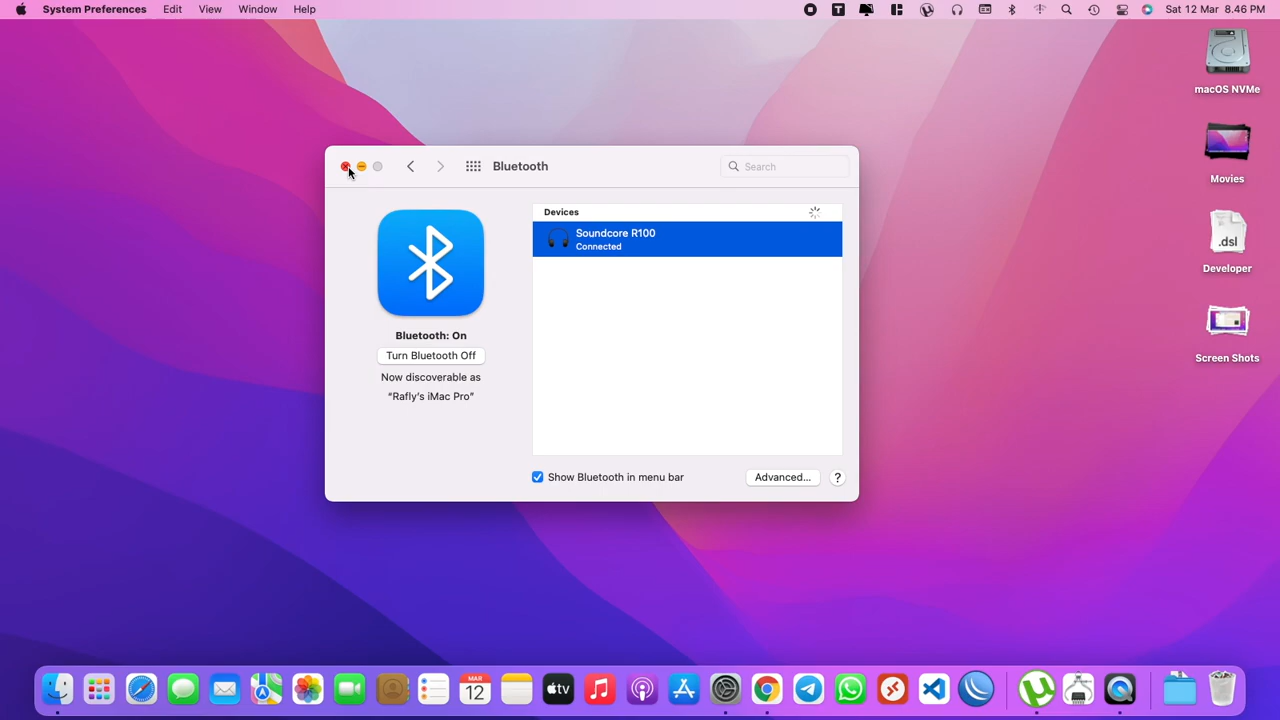 System Preferences Edit View Window Help
Sat 12 Mar 8.46 PM
macOS NVMe
Movies
.dsl
Developer
Screen Shots
Bluetooth
Search
Devices
Soundcore R100
Connected
Bluetooth: On
Turn Bluetooth Off
Now discoverable as
“Rafly's iMac Pro”
Show Bluetooth in menu bar
Advanced...
?
MAR
12
tv